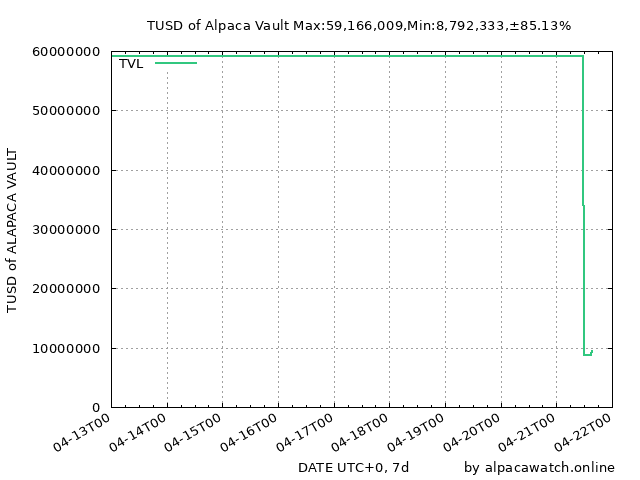 TUSD of Alpaca Vault Max:59,166,009,Min:8,792,333,±85.13%
60000000
TVL
50000000
40000000
30000000
20000000
10000000
0
TUSD of ALAPACA VAULT
04-13T00
04-14T00
04-15T00
04-16T00
04-17T00
04-18T00
04-19T00
04-20T00
04-21T00
04-22T00
DATE UTC+0, 7d
by alpacawatch.online